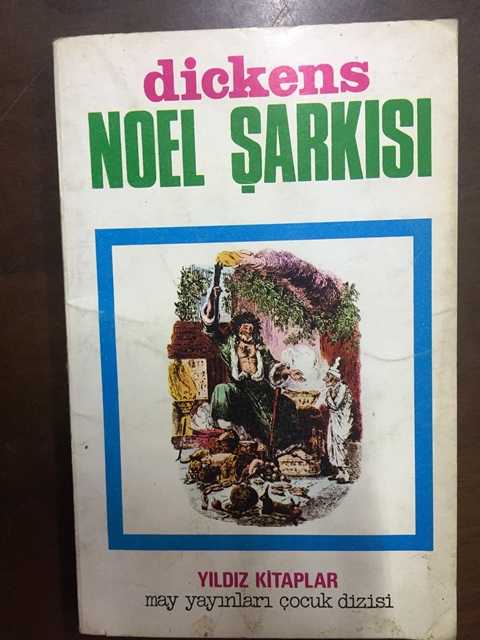 dickens
NOEL ŞARKISI
YILDIZ KİTAPLAR
may yayınları çocuk dizisi